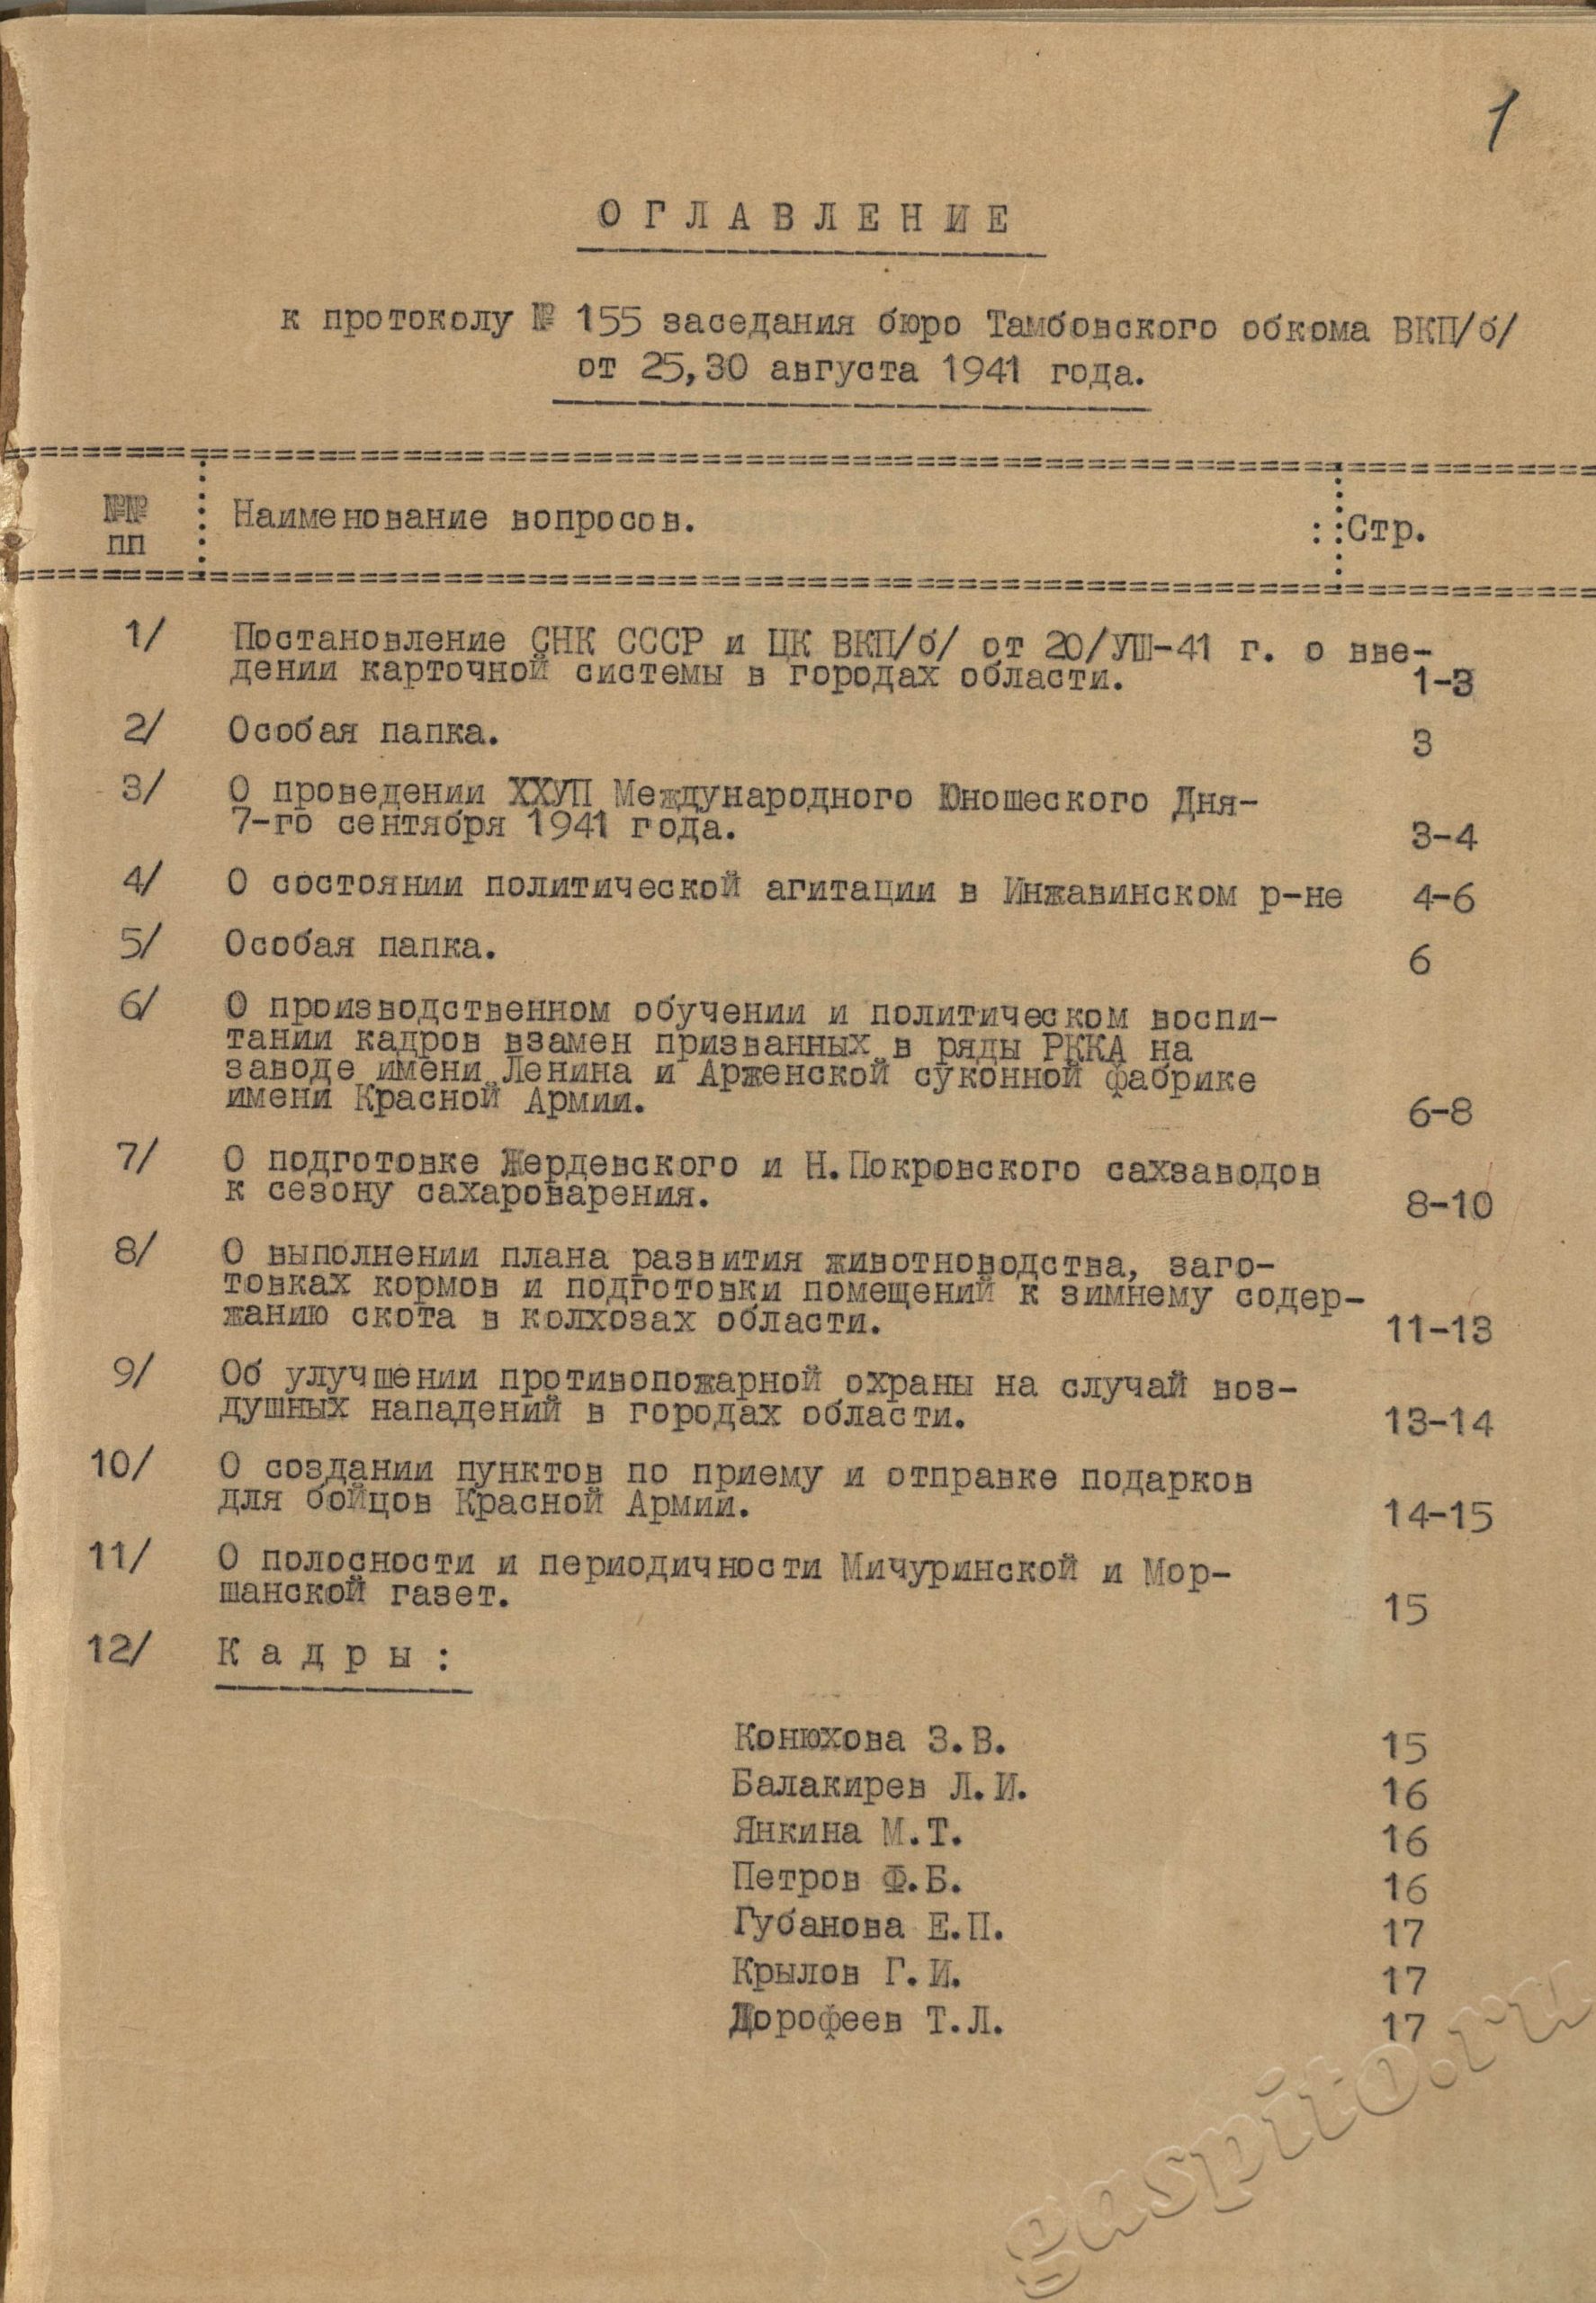 1
ОГЛАВЛЕНИЕ
к протоколу № 155 заседания бюро Тамбовского обкома ВКП/б/
от 25,30 августа 1941 года.
№№ пп : Наименование вопросов. : Стр.
1/ Постановление СНК СССР и ЦК ВКП/б/ от 20/УШ-41 г. о вве-
дении карточной системы в городах области. 1-3
2/ Особая папка. 3
3/ О проведении ХХУП Международного Юношеского Дня-
7-го сентября 1941 года. 3-4
4/ О состоянии политической агитации в Инжавинском р-не 4-6
5/ Особая папка. 6
6/ О производственном обучении и политическом воспи-
тании кадров взамен призванных в ряды РККА на
заводе имени Ленина и Арженской суконной фабрике
имени Красной Армии. 6-8
7/ О подготовке Жердевского и Н.Покровского сахзаводов
к сезону сахароварения. 8-10
8/ О выполнении плана развития животноводства, заго-
товках кормов и подготовки помещений к зимнему содер-
жанию скота в колхозах области. 11-13
9/ Об улучшении противопожарной охраны на случай воз-
душных нападений в городах области. 13-14
10/ О создании пунктов по приему и отправке подарков
для бойцов Красной Армии. 14-15
11/ О полосности и периодичности Мичуринской и Мор-
шанской газет. 15
12/ Кадры:
Конюхова З.В. 15
Балакирев Л.И. 16
Янкина М.Т. 16
Петров Ф.Б. 16
Губанова Е.П. 17
Крылов Г.И. 17
Дорофеев Т.Л. 17
gaspito.ru